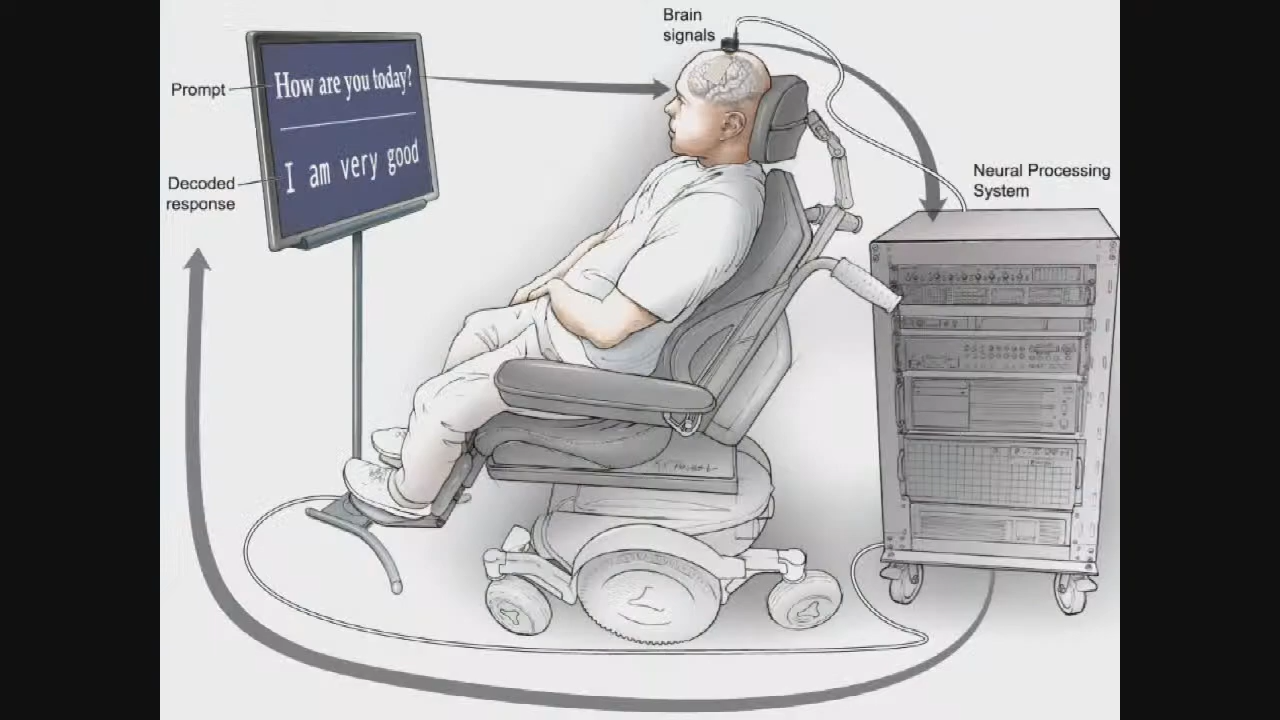 Brain
signals
Prompt
How are you today?
Decoded
response
I am very good
Neural Processing
System